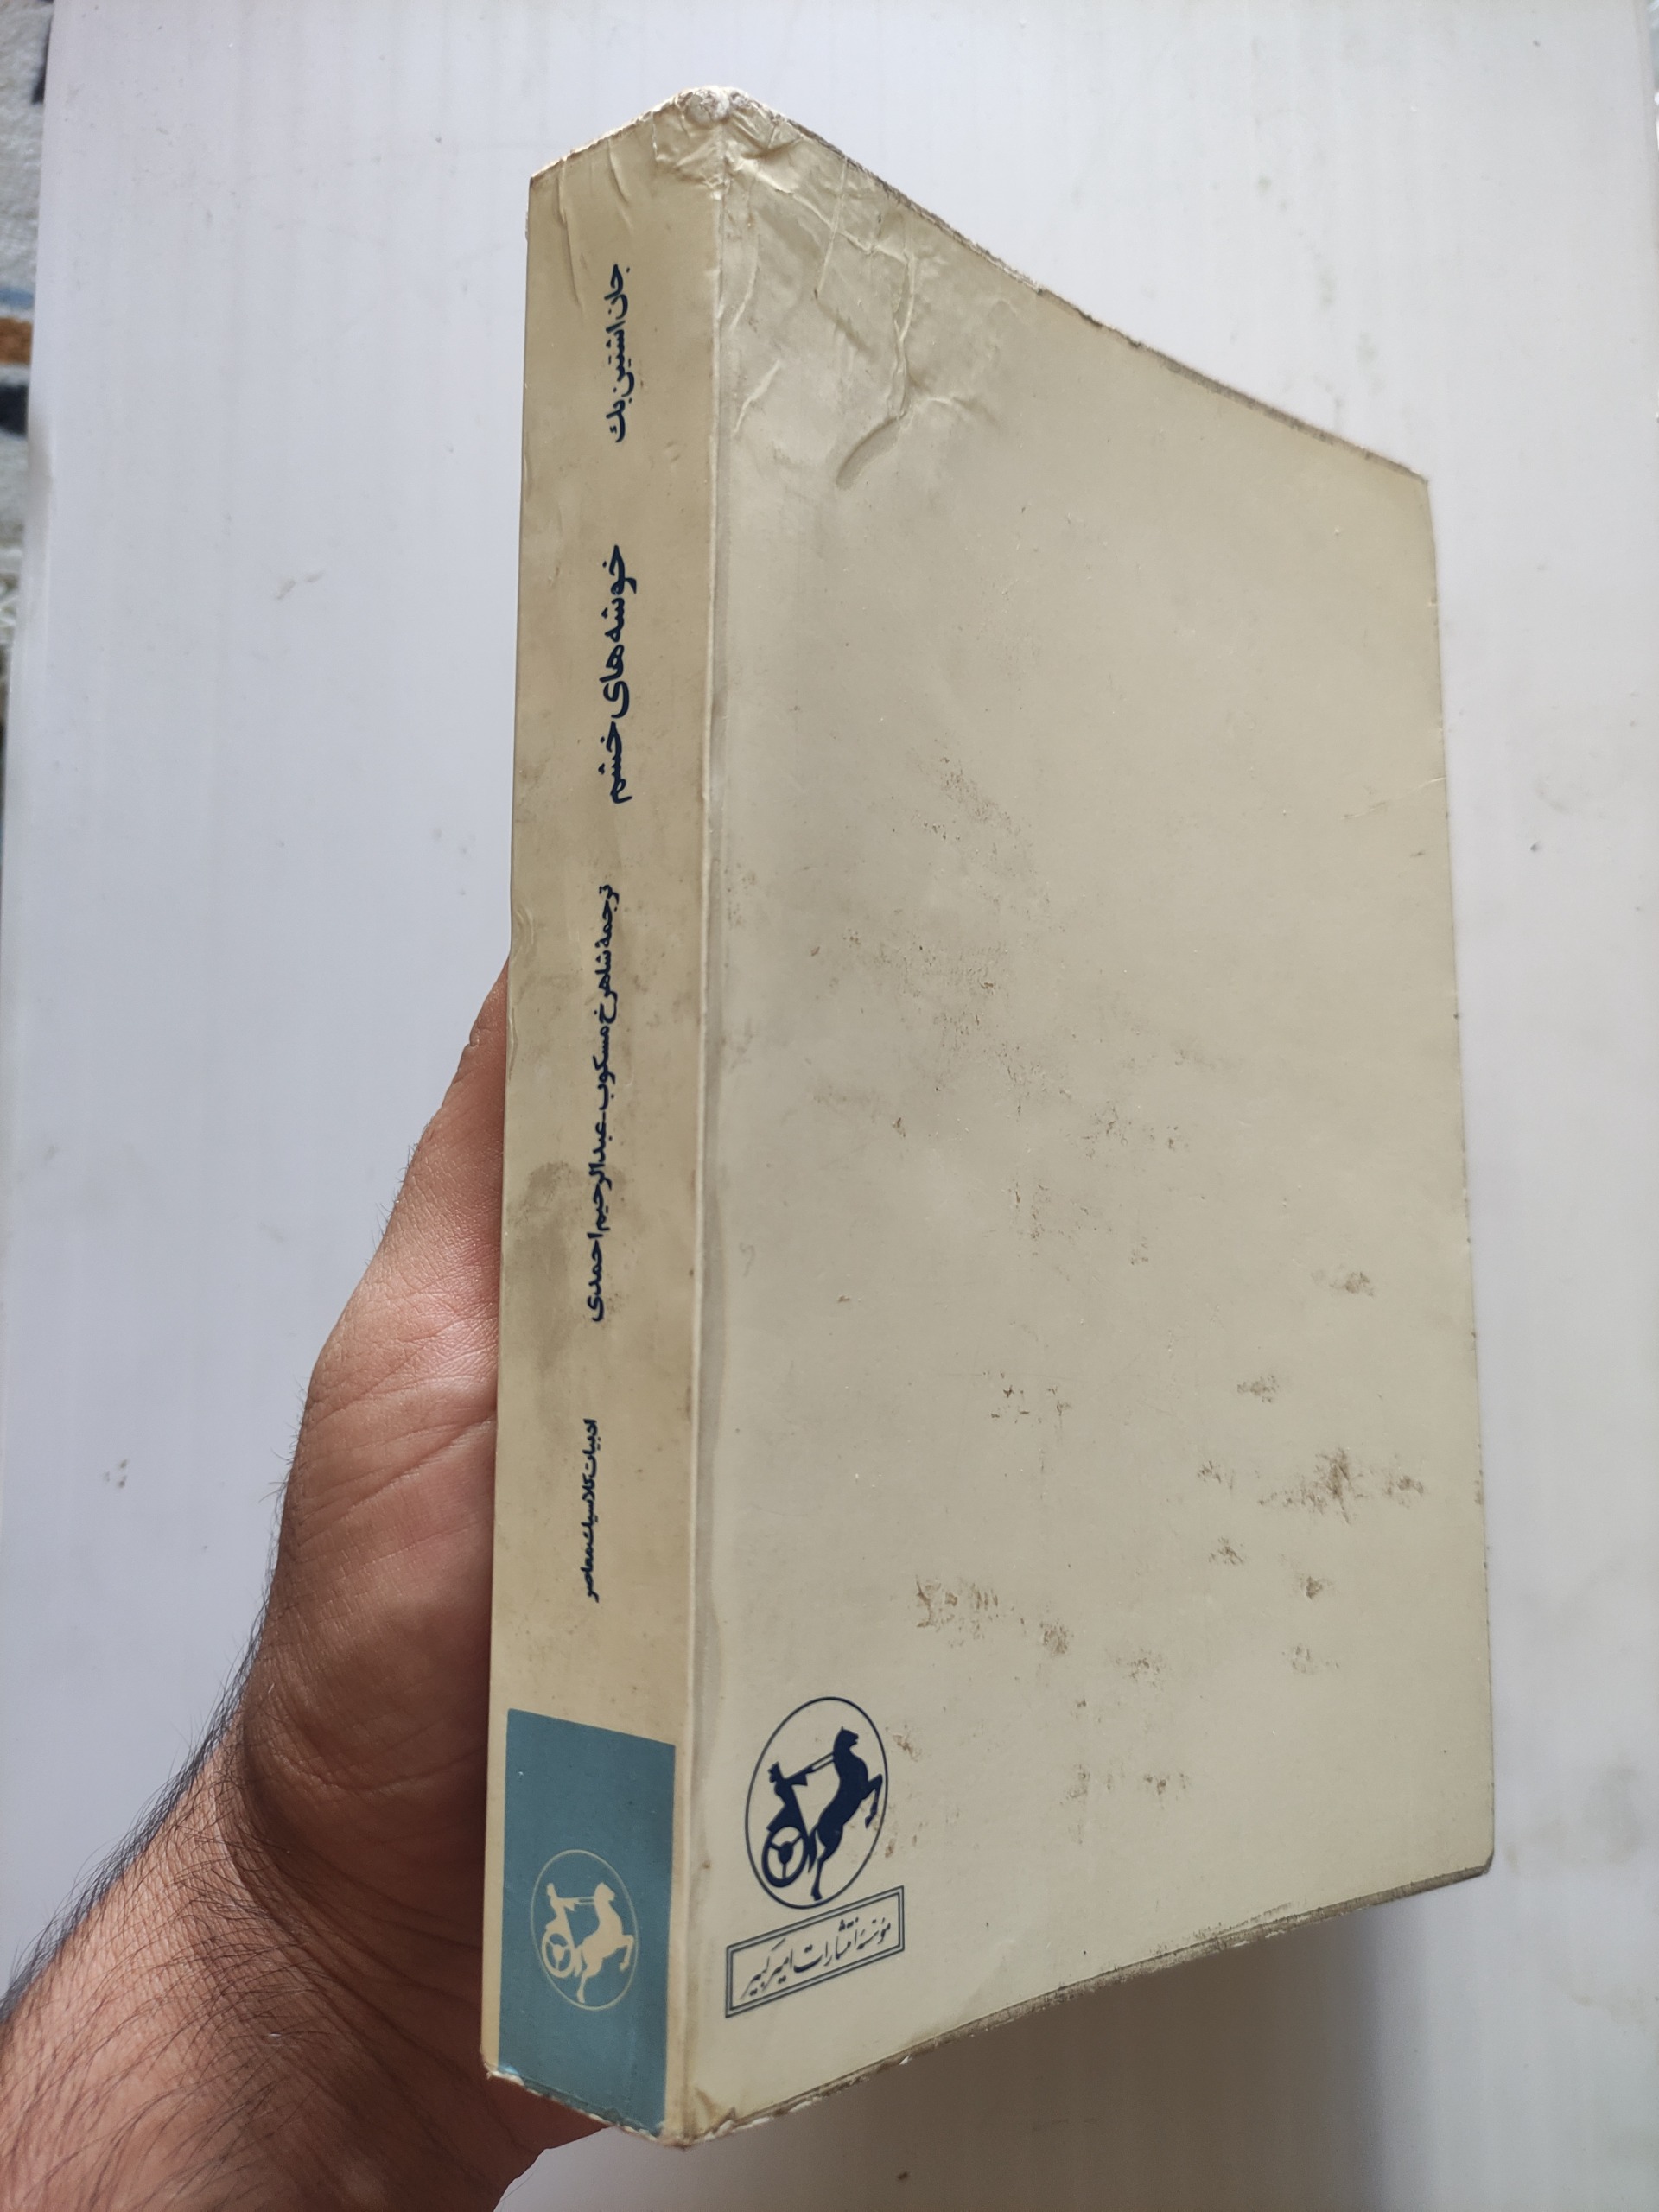 جان اشتین بك
خوشه های خشم
ترجمهٔ شاهرخ مسکوب-عبدالرحیم احمدی
ادبیات کلاسیك معاصر
مؤسسهٔ انتشارات امیرکبیر